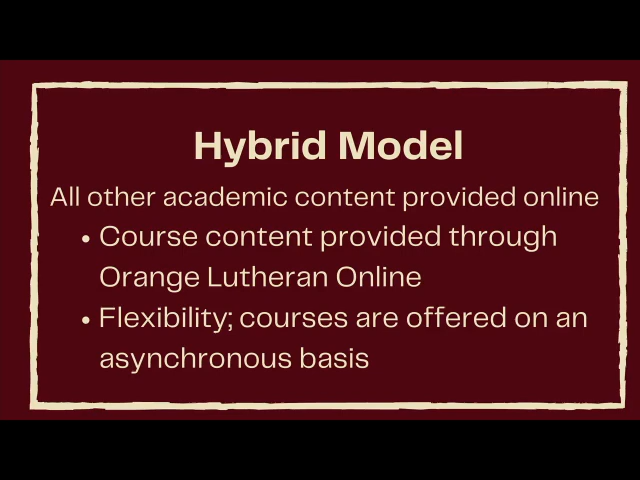 Hybrid Model
All other academic content provided online
• Course content provided through
Orange Lutheran Online
• Flexibility; courses are offered on an
asynchronous basis